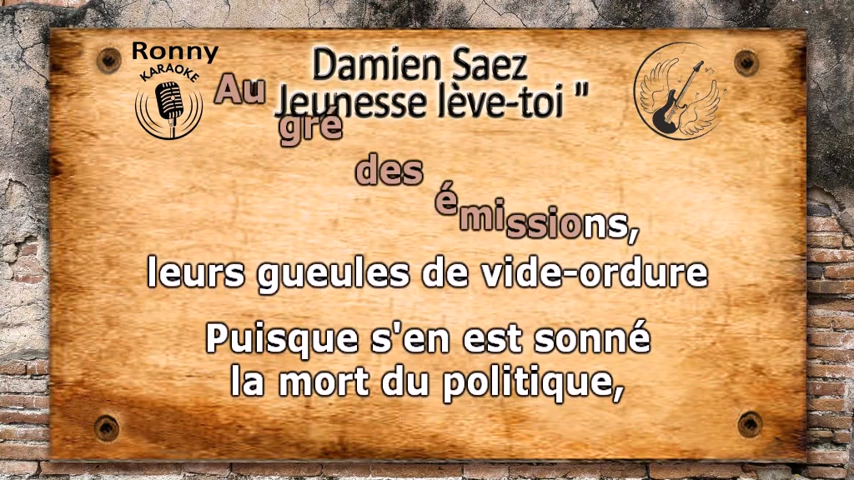 Ronny
KARAOKE
Damien Saez
Jeunesse lève-toi "
Au gré des émissions,
leurs gueules de vide-ordure
Puisque s'en est sonné
la mort du politique,